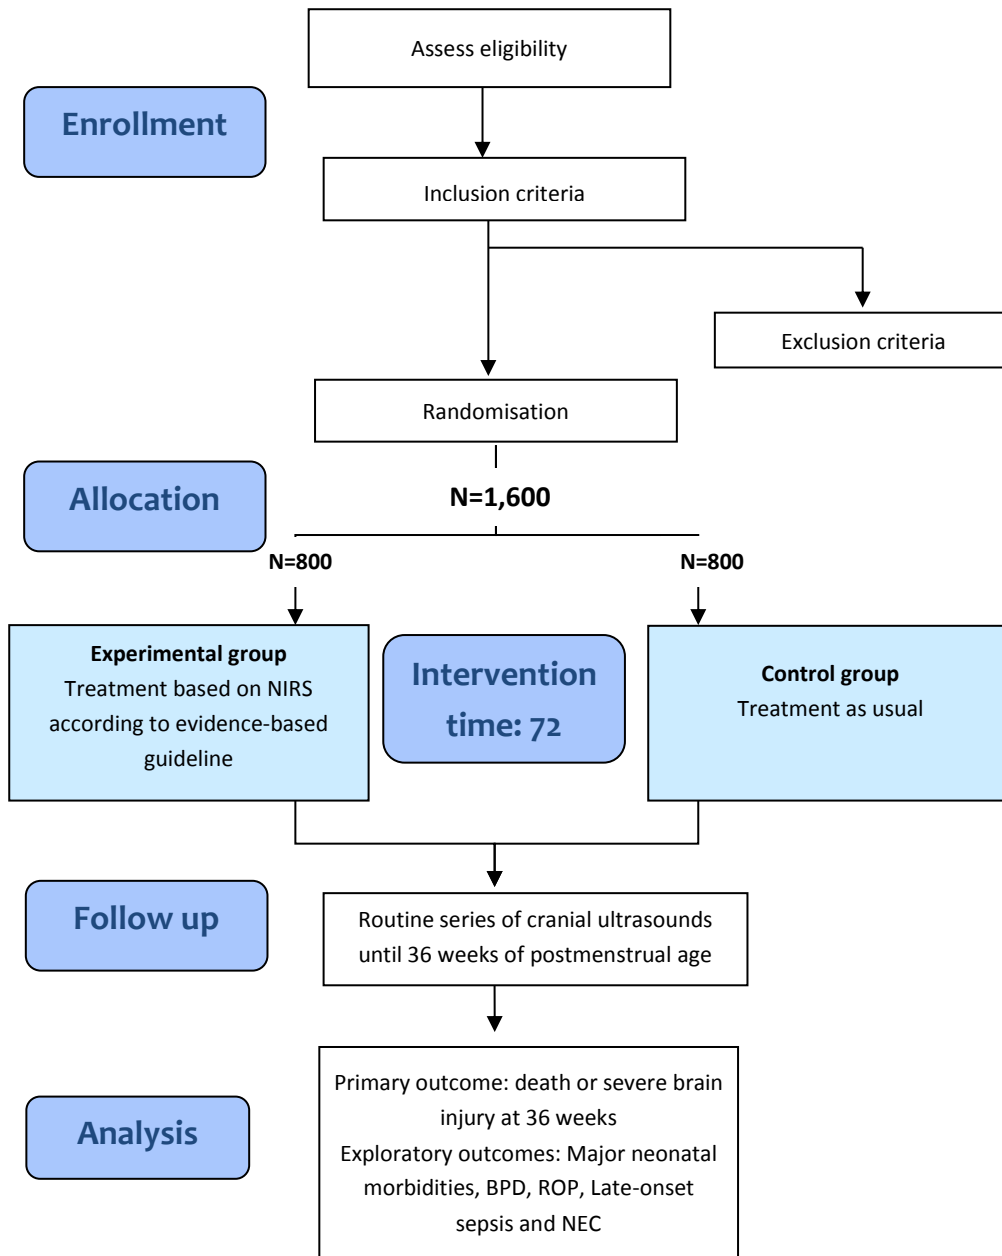 Assess eligibility
Enrollment
Inclusion criteria
Exclusion criteria
Randomisation
Allocation
N=1,600
N=800
N=800
Experimental group
Treatment based on NIRS
according to evidence-based
guideline
Intervention
time: 72
Control group
Treatment as usual
Follow up
Routine series of cranial ultrasounds
until 36 weeks of postmenstrual age
Analysis
Primary outcome: death or severe brain
injury at 36 weeks
Exploratory outcomes: Major neonatal
morbidities, BPD, ROP, Late-onset
sepsis and NEC